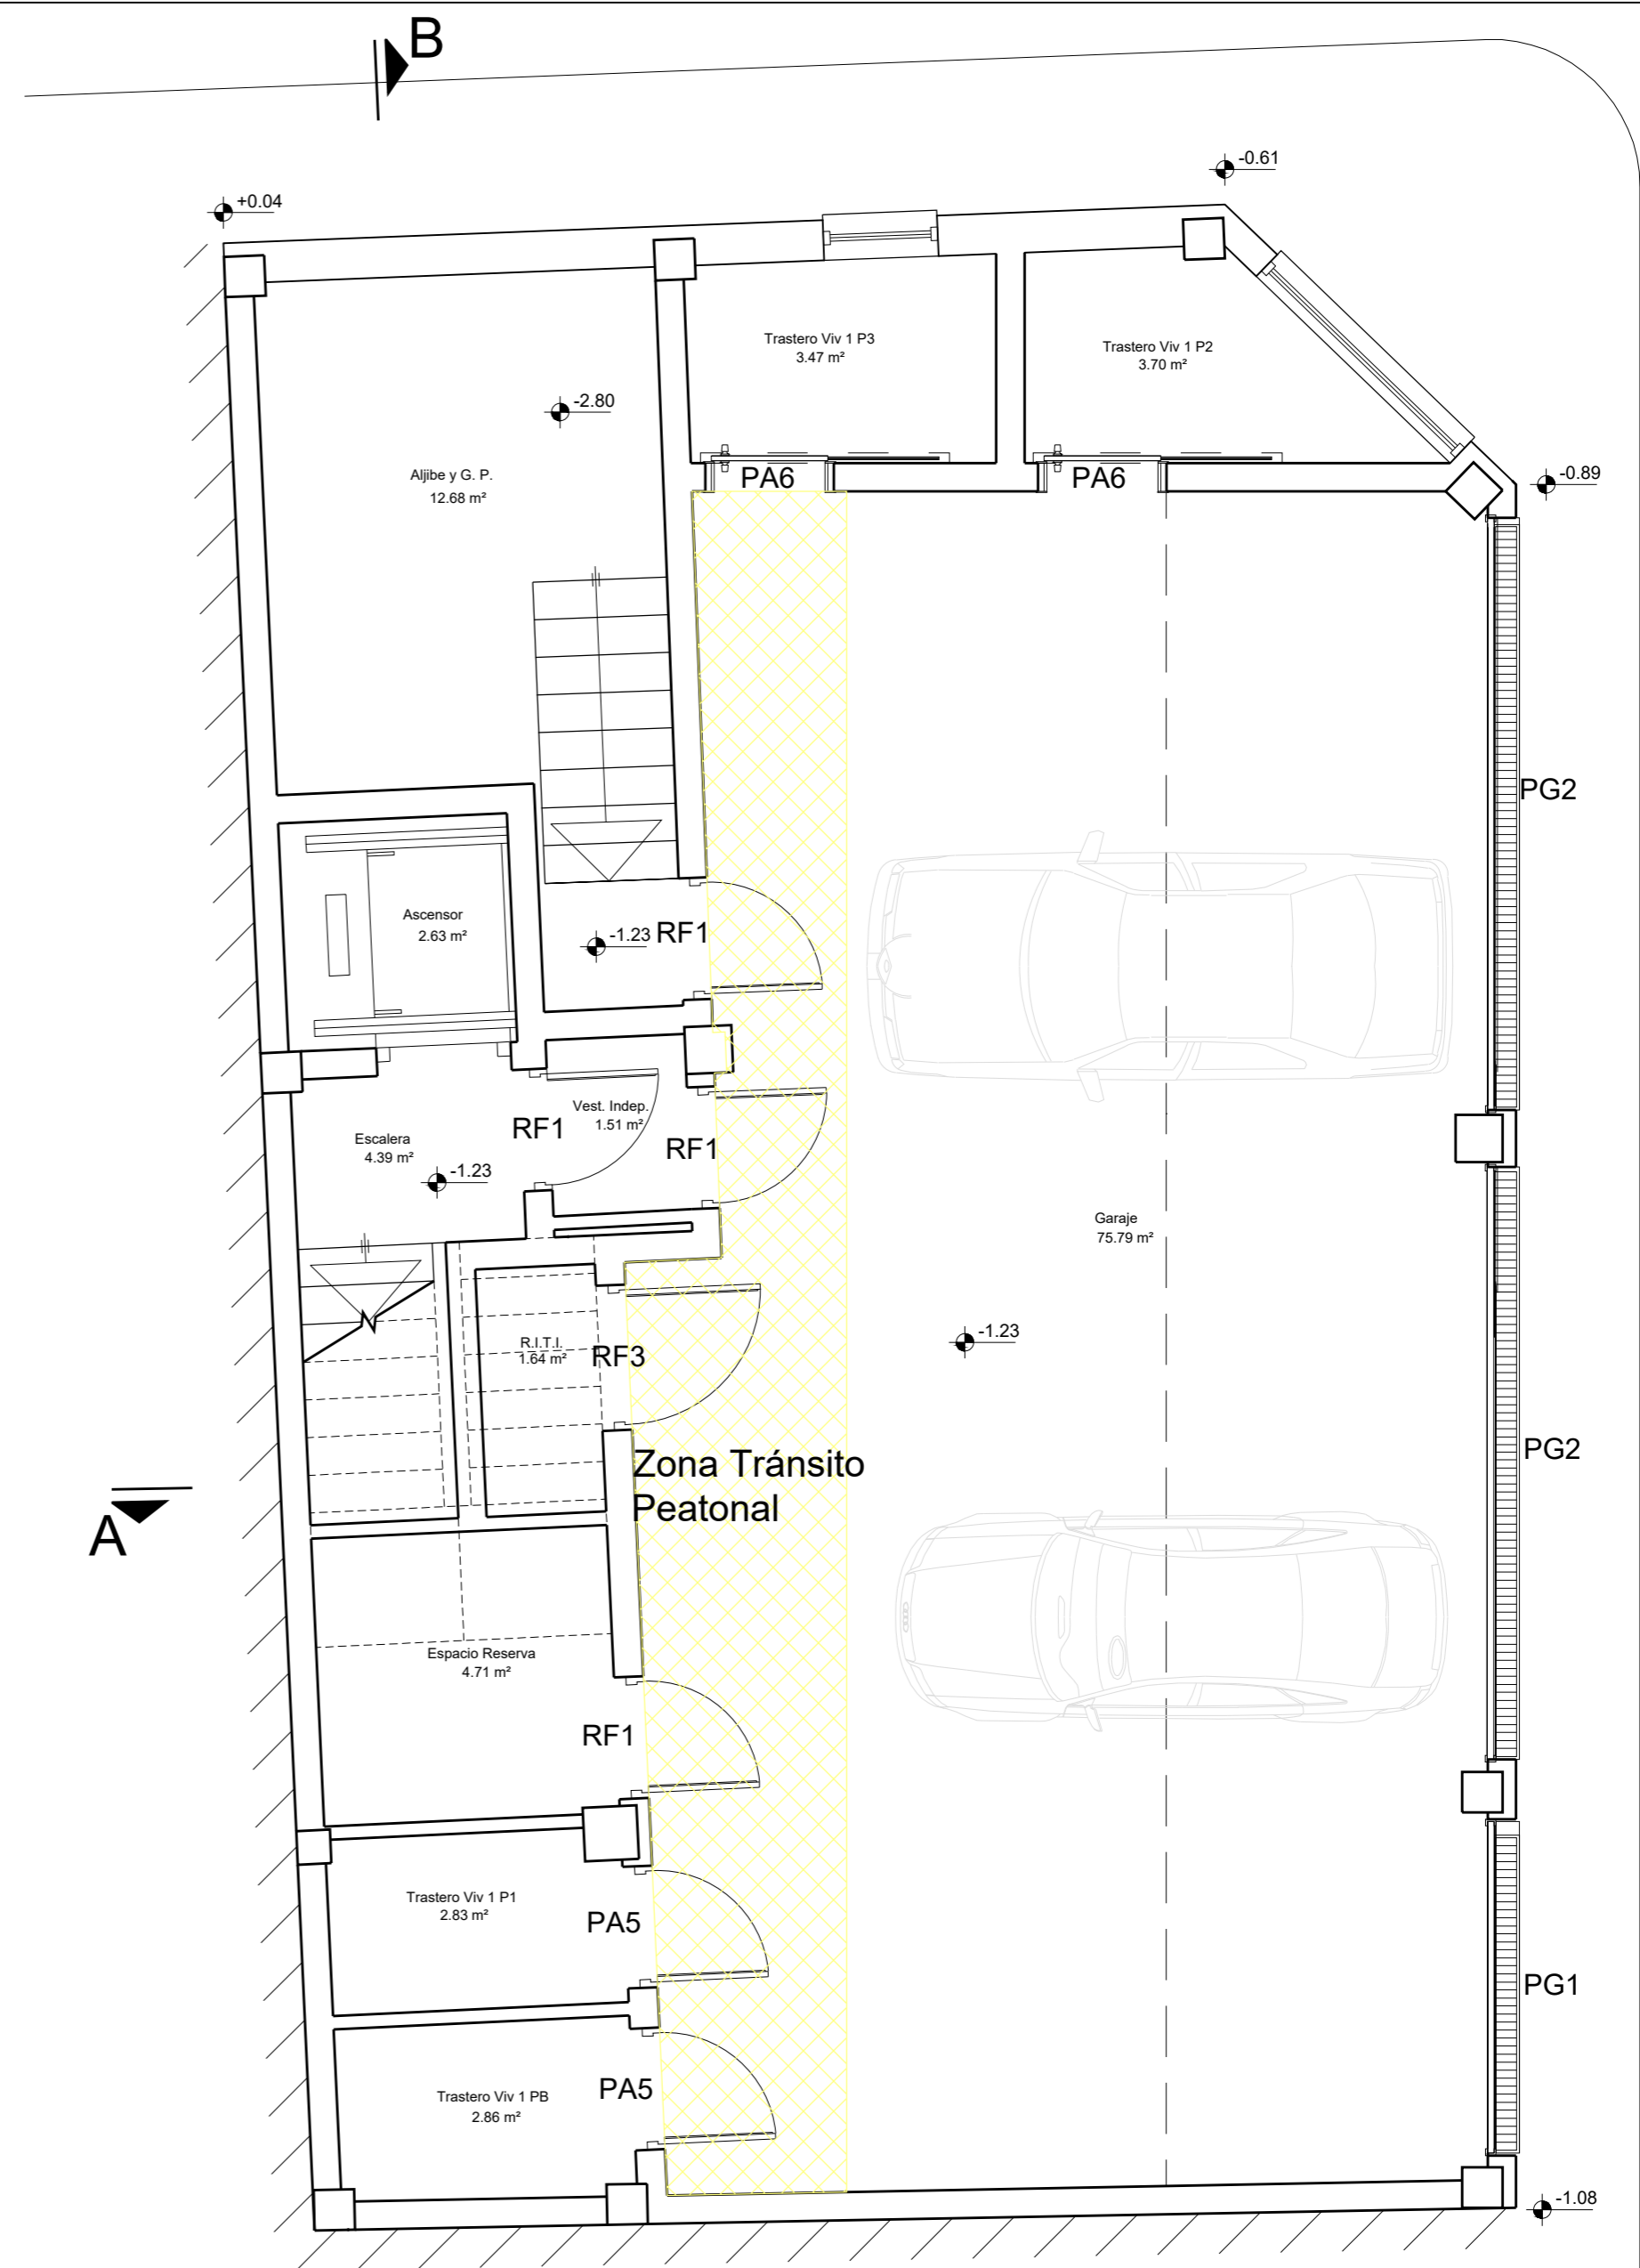 B
-0.61
+0.04
Trastero Viv 1 P3
3.47 m²
Trastero Viv 1 P2
3.70 m²
-2.80
Aljibe y G. P.
12.68 m²
PA6
PA6
-0.89
PG2
Ascensor
2.63 m²
-1.23
RF1
Vest. Indep.
1.51 m²
RF1
RF1
Escalera
4.39 m²
-1.23
Garaje
75.79 m²
R.I.T.I.
1.64 m²
RF3
-1.23
Zona Tránsito
Peatonal
PG2
A
Espacio Reserva
4.71 m²
RF1
Trastero Viv 1 P1
2.83 m²
PA5
PG1
Trastero Viv 1 PB
2.86 m²
PA5
-1.08